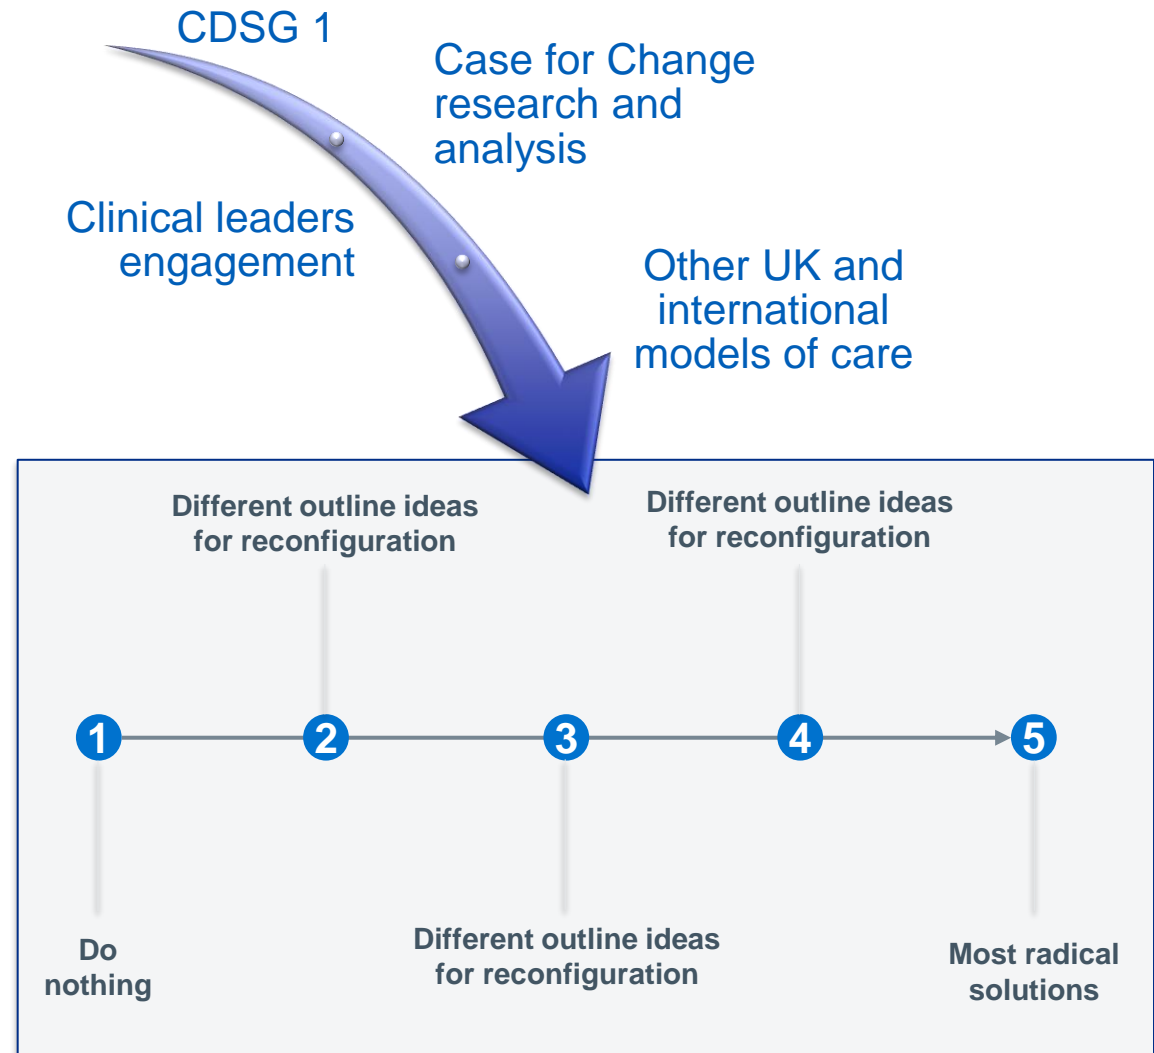 CDSG 1
Case for Change
research and
analysis
Clinical leaders
engagement
Other UK and
international
models of care
Different outline ideas
for reconfiguration
Different outline ideas
for reconfiguration
1
2
3
4
5
Do
nothing
Different outline ideas
for reconfiguration
Most radical
solutions